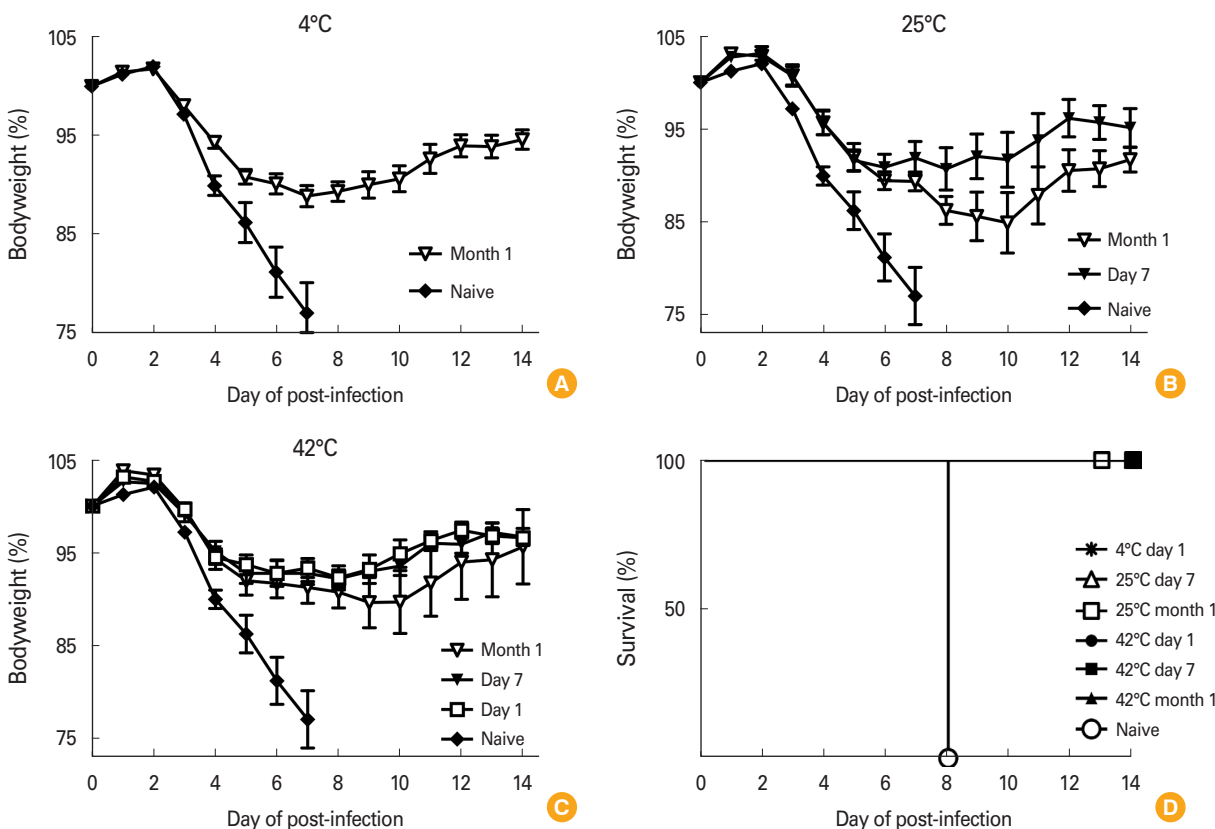 4°C
105
95
85
75
Bodyweight (%)
Month 1
Naive
0 2 4 6 8 10 12 14
Day of post-infection
A
25°C
105
95
85
75
Bodyweight (%)
Month 1
Day 7
Naive
0 2 4 6 8 10 12 14
Day of post-infection
B
42°C
105
95
85
75
Bodyweight (%)
Month 1
Day 7
Day 1
Naive
0 2 4 6 8 10 12 14
Day of post-infection
C
100
50
Survival (%)
4°C day 1
25°C day 7
25°C month 1
42°C day 1
42°C day 7
42°C month 1
Naive
0 2 4 6 8 10 12 14
Day of post-infection
D